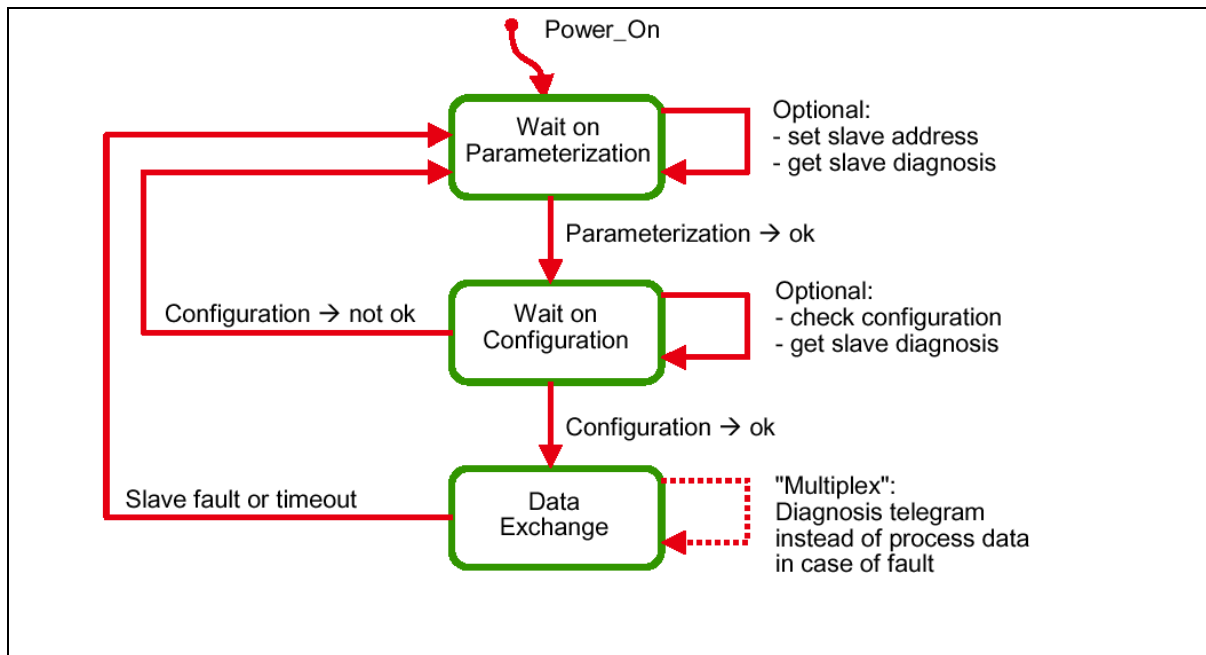 Power_On
Wait on
Parameterization
Optional:
- set slave address
- get slave diagnosis
Parameterization → ok
Configuration → not ok
Wait on
Configuration
Optional:
- check configuration
- get slave diagnosis
Configuration → ok
Slave fault or timeout
Data
Exchange
"Multiplex":
Diagnosis telegram
instead of process data
in case of fault